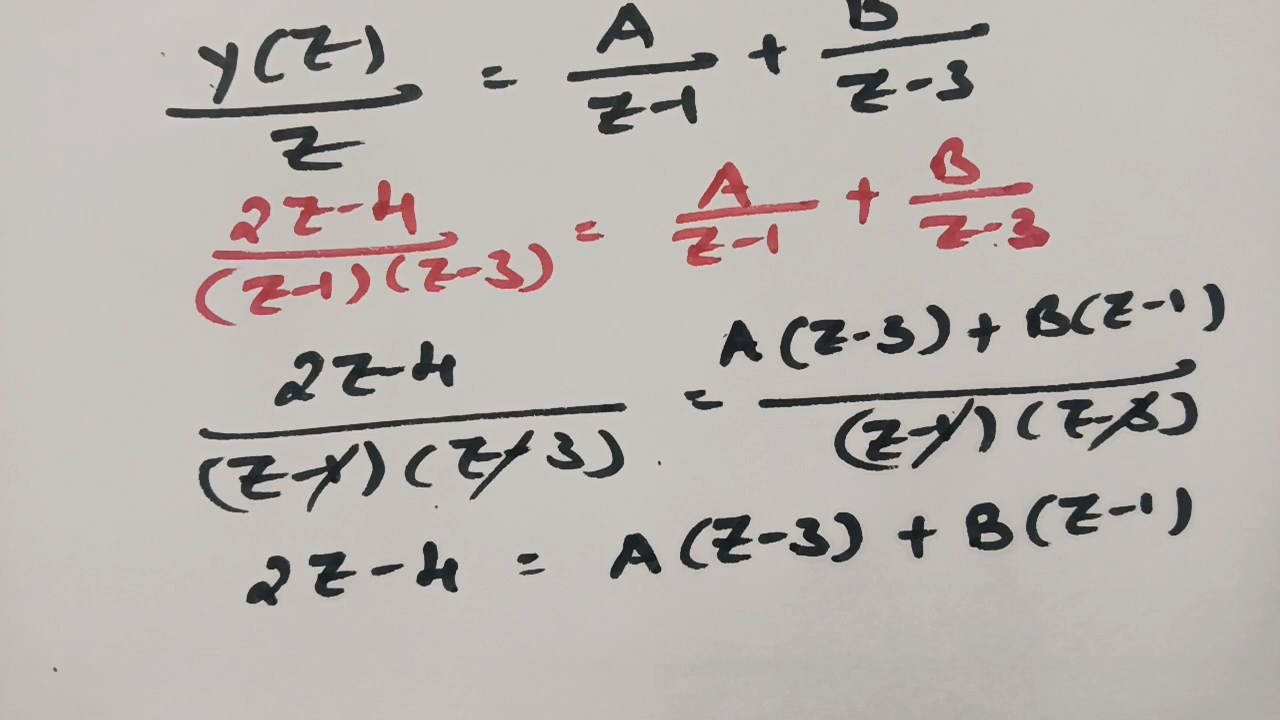 y(z)/z = A/z-1 + B/z-3
2z-4/(z-1)(z-3) = A/z-1 + B/z-3
2z-4/(z-1)(z-3) = A(z-3) + B(z-1)/(z-1)(z-3)
2z-4 = A(z-3) + B(z-1)